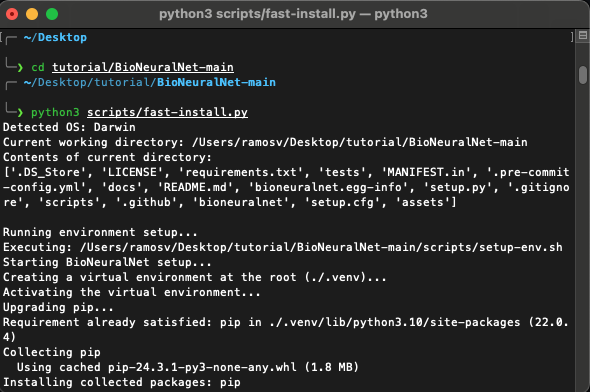 python3 scripts/fast-install.py — python3
~/Desktop
❯ cd tutorial/BioNeuralNet-main
~/Desktop/tutorial/BioNeuralNet-main
❯ python3 scripts/fast-install.py
Detected OS: Darwin
Current working directory: /Users/ramosv/Desktop/tutorial/BioNeuralNet-main
Contents of current directory:
['.DS_Store', 'LICENSE', 'requirements.txt', 'tests', 'MANIFEST.in', '.pre-commit
-config.yml', 'docs', 'README.md', 'bioneuralnet.egg-info', 'setup.py', '.gitigno
re', 'scripts', '.github', 'bioneuralnet', 'setup.cfg', 'assets']
Running environment setup...
Executing: /Users/ramosv/Desktop/tutorial/BioNeuralNet-main/scripts/setup-env.sh
Starting BioNeuralNet setup...
Creating a virtual environment at the root (./.venv)...
Activating the virtual environment...
Upgrading pip...
Requirement already satisfied: pip in ./.venv/lib/python3.10/site-packages (22.0.
4)
Collecting pip
  Using cached pip-24.3.1-py3-none-any.whl (1.8 MB)
Installing collected packages: pip